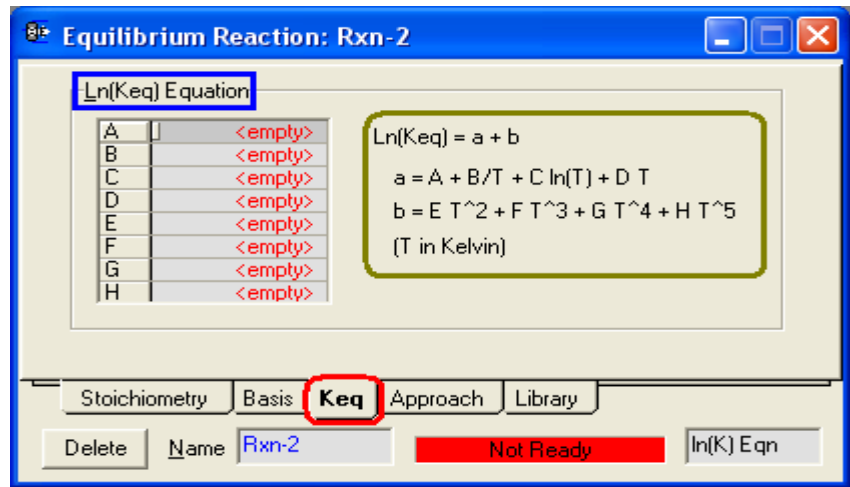 Equilibrium Reaction: Rxn-2
Ln(Keq) Equation
A <empty>
B <empty>
C <empty>
D <empty>
E <empty>
F <empty>
G <empty>
H <empty>
Ln(Keq) = a + b
a = A + B/T + C ln(T) + D T
b = E T^2 + F T^3 + G T^4 + H T^5
(T in Kelvin)
Stoichiometry Basis Keq Approach Library
Delete Name Rxn-2 Not Ready ln(K) Eqn